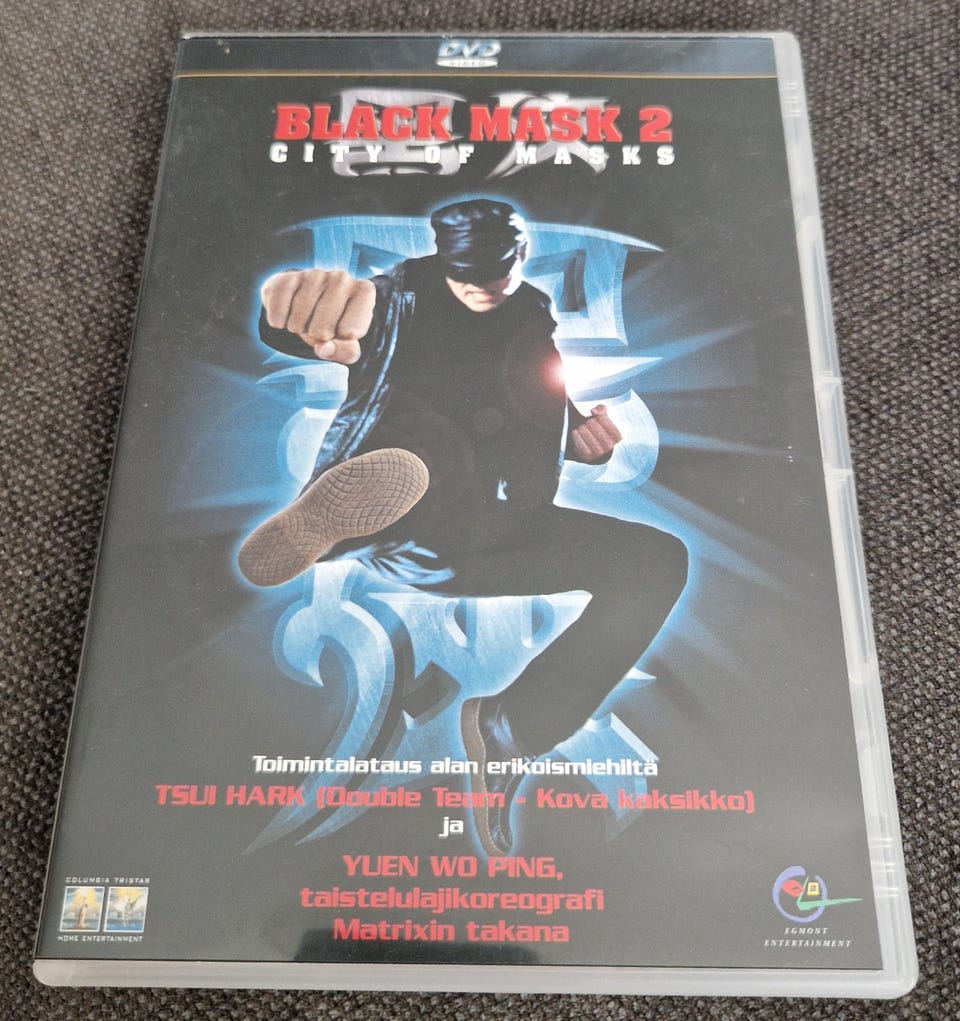 DVD
VIDEO
BLACK MASK 2
CITY OF MASKS
Toimintalataus alan erikoismiehiltä
TSUI HARK (Double Team - Kova kaksikko)
ja
YUEN WO PING,
taistelulajikoreografi
Matrixin takana
COLUMBIA TRISTAR
HOME ENTERTAINMENT
EGMONT
ENTERTAINMENT